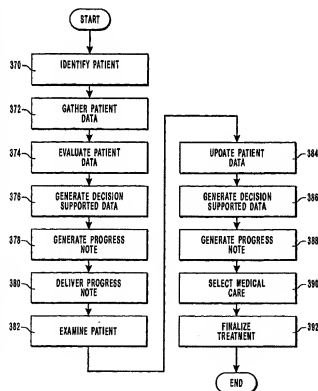 START
370
IDENTIFY PATIENT
372
GATHER PATIENT
DATA
374
EVALUATE PATIENT
DATA
376
GENERATE DECISION
SUPPORTED DATA
378
GENERATE PROGRESS
NOTE
380
DELIVER PROGRESS
NOTE
382
EXAMINE PATIENT
UPDATE PATIENT
DATA
384
GENERATE DECISION
SUPPORTED DATA
386
GENERATE PROGRESS
NOTE
388
SELECT MEDICAL
CARE
390
FINALIZE
TREATMENT
392
END